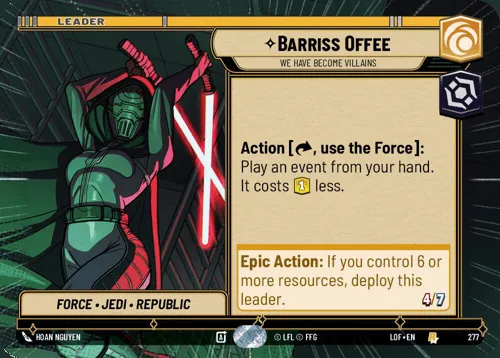 LEADER
BARRISS OFFEE
WE HAVE BECOME VILLAINS
Action [, use the Force]:
Play an event from your hand.
It costs 1 less.
Epic Action: If you control 6 or
more resources, deploy this
leader.
4/7
FORCE • JEDI • REPUBLIC
HOAN NGUYEN
A
© LFL © FFG
LOF • EN
277